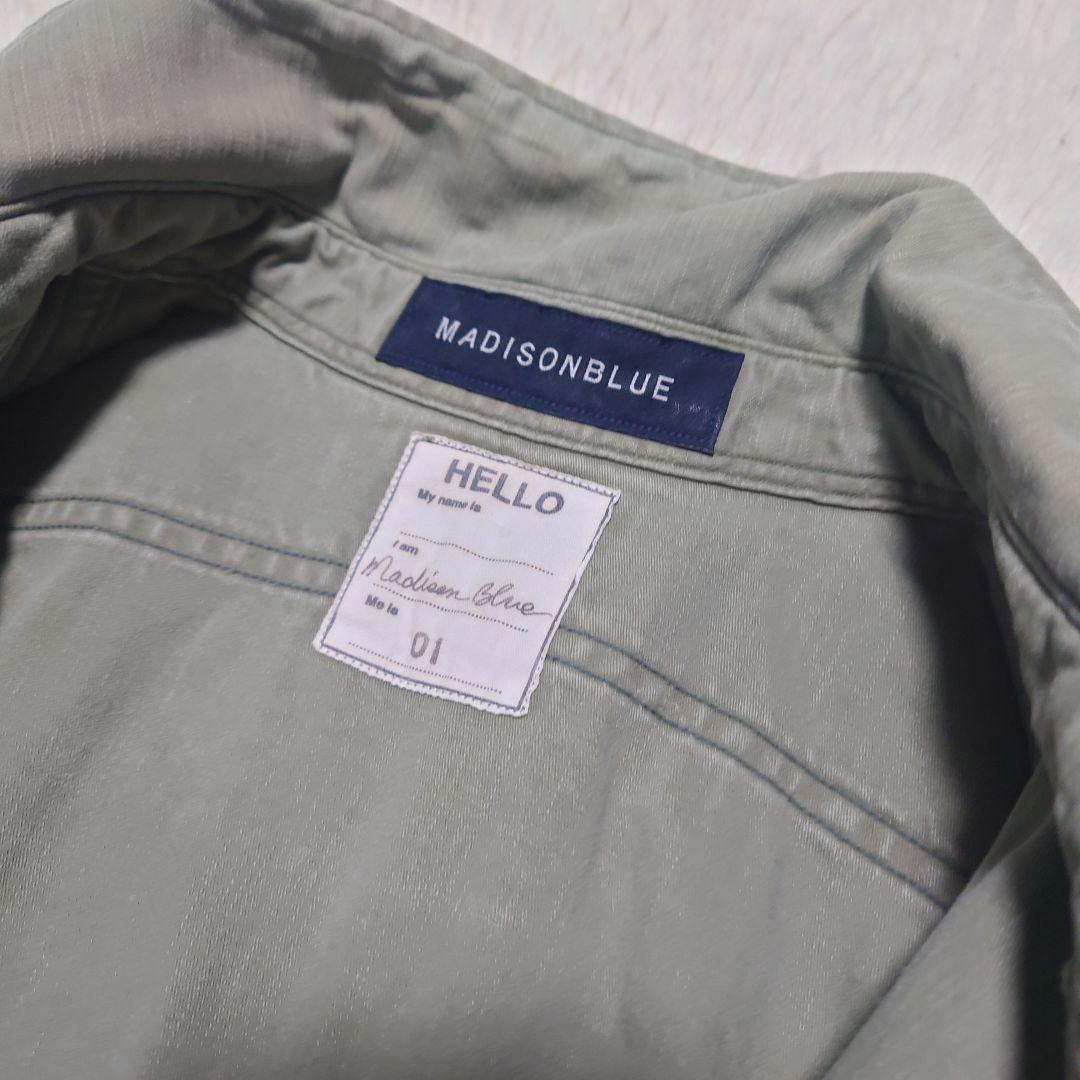 MADISONBLUE
HELLO
My name is
I am
Madison Blue
Me is
01